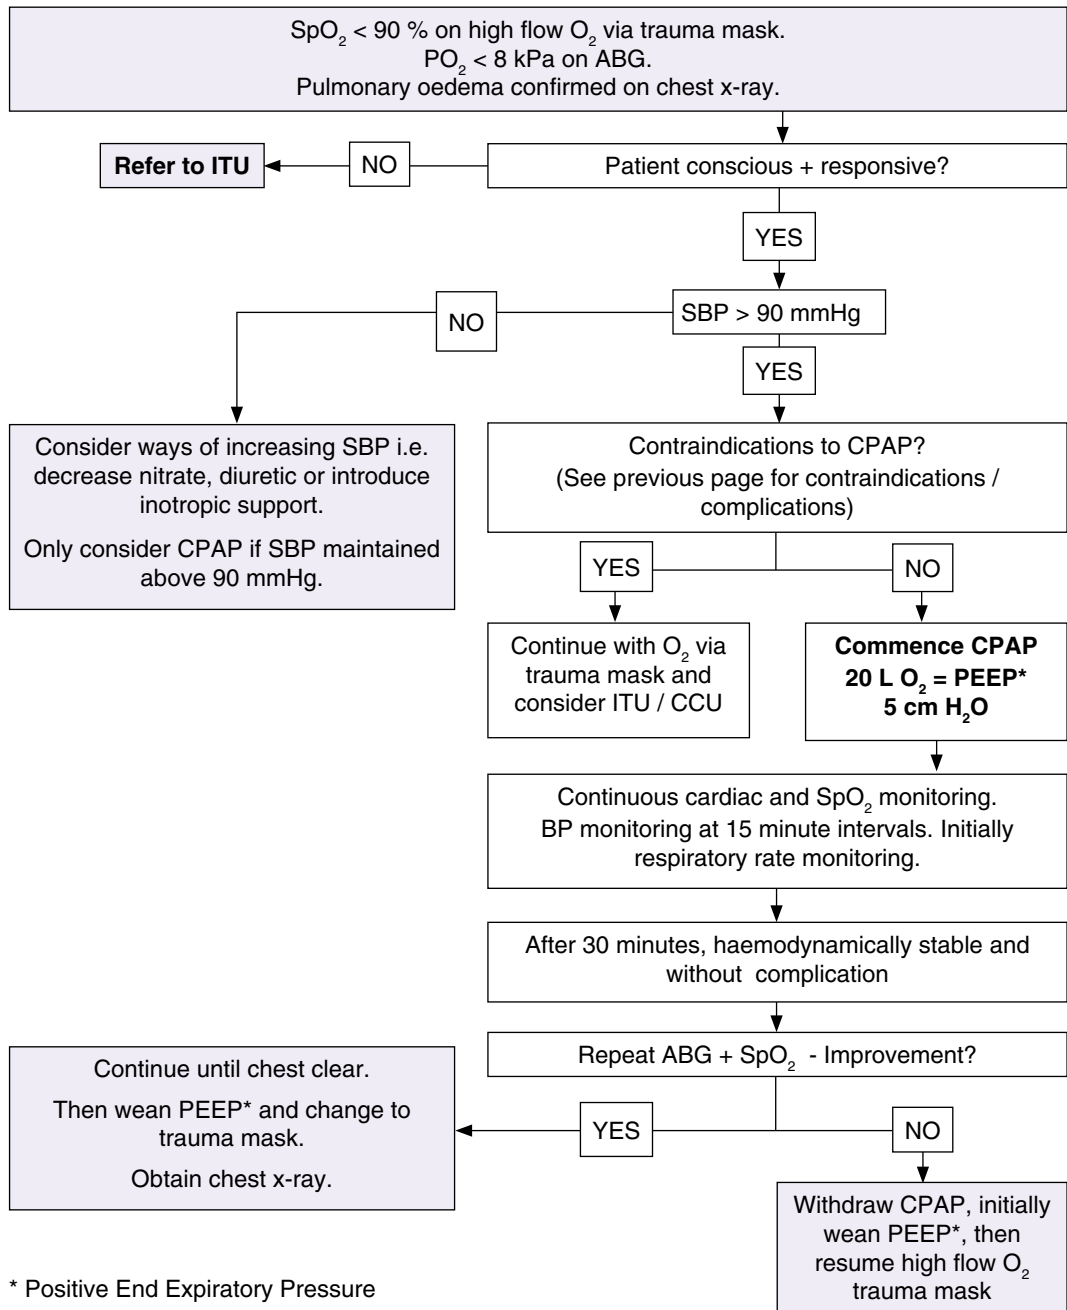 SpO₂ < 90 % on high flow O₂ via trauma mask.
PO₂ < 8 kPa on ABG.
Pulmonary oedema confirmed on chest x-ray.
Patient conscious + responsive?
NO
Refer to ITU
YES
SBP > 90 mmHg
NO
YES
Consider ways of increasing SBP i.e.
decrease nitrate, diuretic or introduce
inotropic support.
Only consider CPAP if SBP maintained
above 90 mmHg.
Contraindications to CPAP?
(See previous page for contraindications /
complications)
YES
NO
Continue with O₂ via
trauma mask and
consider ITU / CCU
Commence CPAP
20 L O₂ = PEEP*
5 cm H₂O
Continuous cardiac and SpO₂ monitoring.
BP monitoring at 15 minute intervals. Initially
respiratory rate monitoring.
After 30 minutes, haemodynamically stable and
without complication
Repeat ABG + SpO₂ - Improvement?
YES
NO
Continue until chest clear.
Then wean PEEP* and change to
trauma mask.
Obtain chest x-ray.
Withdraw CPAP, initially
wean PEEP*, then
resume high flow O₂
trauma mask
* Positive End Expiratory Pressure